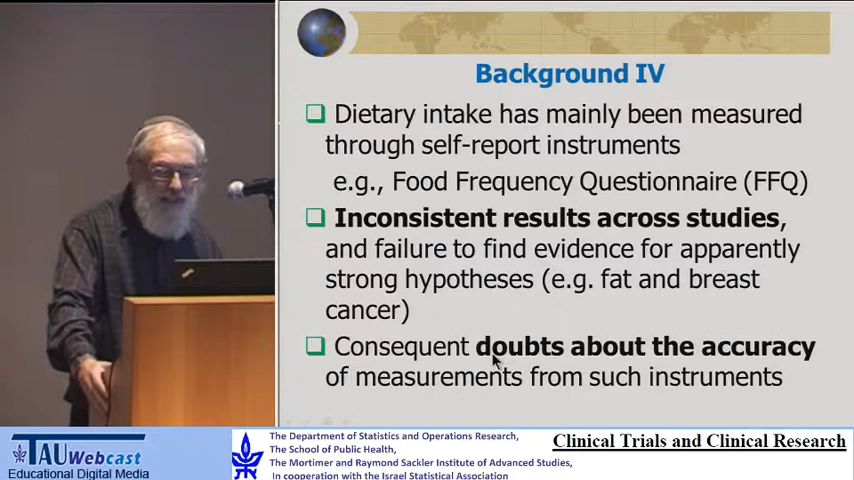 Background IV
❑ Dietary intake has mainly been measured
through self-report instruments
e.g., Food Frequency Questionnaire (FFQ)
❑ Inconsistent results across studies,
and failure to find evidence for apparently
strong hypotheses (e.g. fat and breast
cancer)
❑ Consequent doubts about the accuracy
of measurements from such instruments
TAU Webcast
Educational Digital Media
The Department of Statistics and Operations Research,
The School of Public Health,
The Mortimer and Raymond Sackler Institute of Advanced Studies,
In cooperation with the Israel Statistical Association
Clinical Trials and Clinical Research